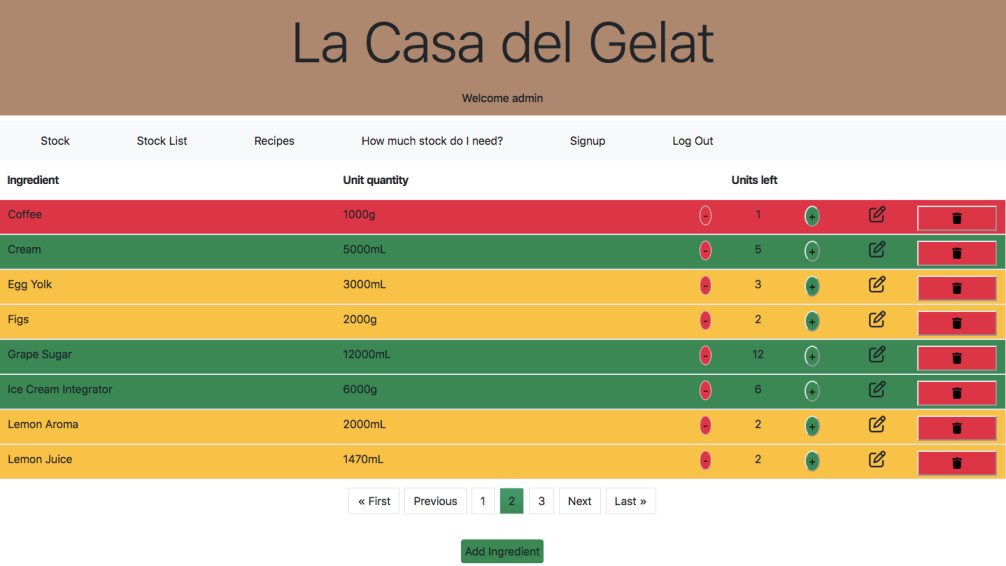 La Casa del Gelat
Welcome admin
Stock Stock List Recipes How much stock do I need? Signup Log Out
Ingredient Unit quantity Units left
Coffee 1000g - 1 +
Cream 5000mL - 5 +
Egg Yolk 3000mL - 3 +
Figs 2000g - 2 +
Grape Sugar 12000mL - 12 +
Ice Cream Integrator 6000g - 6 +
Lemon Aroma 2000mL - 2 +
Lemon Juice 1470mL - 2 +
« First Previous 1 2 3 Next Last »
Add Ingredient